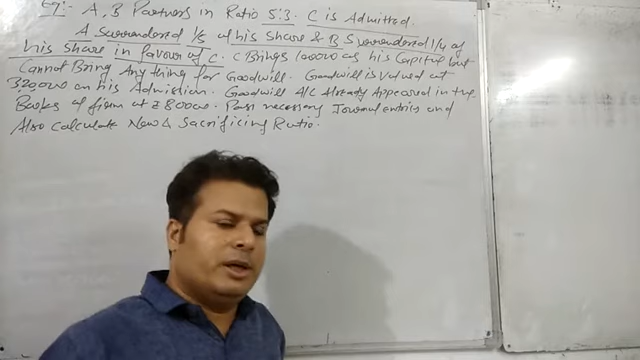 Eg:- A, B Partners in Ratio 5:3. C is Admitted.
A surrendered 1/5 of his share & B Surrendered 1/4 of
his share in favour of C. C Brings 100000 as his Capital but
Cannot Bring Any thing for Goodwill. Goodwill is Valued at
320000 on his Admission. Goodwill A/C Already Appeared in the
Books of firm at ₹ 80000. Pass necessary Journal entries and
Also Calculate New & Sacrificing Ratio.